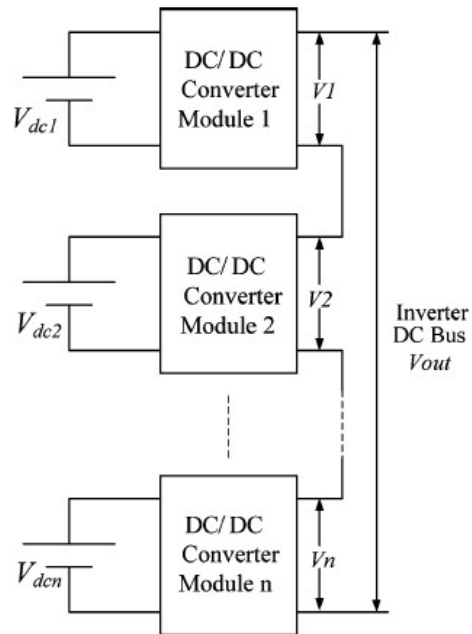 DC/ DC
Converter
Module 1
Vdc1
V1
DC/ DC
Converter
Module 2
Vdc2
V2
Inverter
DC Bus
Vout
DC/ DC
Converter
Module n
Vdcn
Vn